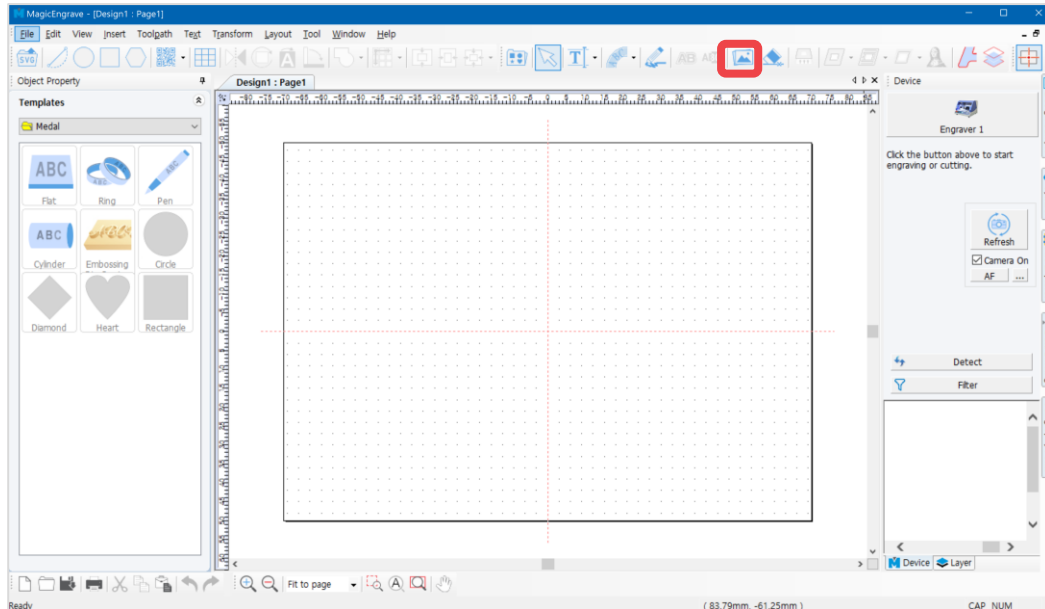 MagicEngrave - [Design1 : Page1]
File Edit View Insert Toolpath Text Transform Layout Tool Window Help
SVG
Object Property
Design1 : Page1
Device
Templates
Medal
Engraver 1
Click the button above to start
engraving or cutting.
ABC
Flat Ring Pen
ABC
Cylinder Embossing Circle
Diamond Heart Rectangle
Refresh
Camera On
AF ...
Detect
Filter
Device Layer
Fit to page
Ready
( 83.79mm, -61.25mm )
CAP NUM